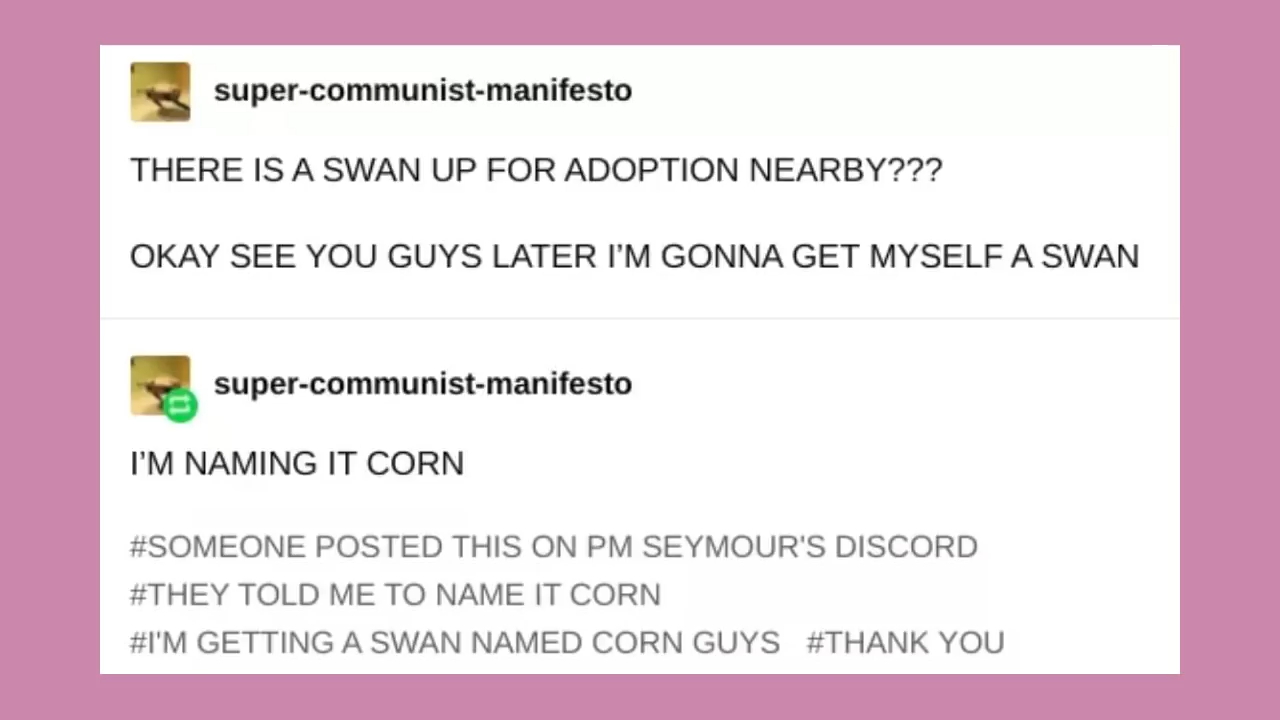 super-communist-manifesto
THERE IS A SWAN UP FOR ADOPTION NEARBY???
OKAY SEE YOU GUYS LATER I’M GONNA GET MYSELF A SWAN
super-communist-manifesto
I’M NAMING IT CORN
#SOMEONE POSTED THIS ON PM SEYMOUR'S DISCORD
#THEY TOLD ME TO NAME IT CORN
#I'M GETTING A SWAN NAMED CORN GUYS #THANK YOU